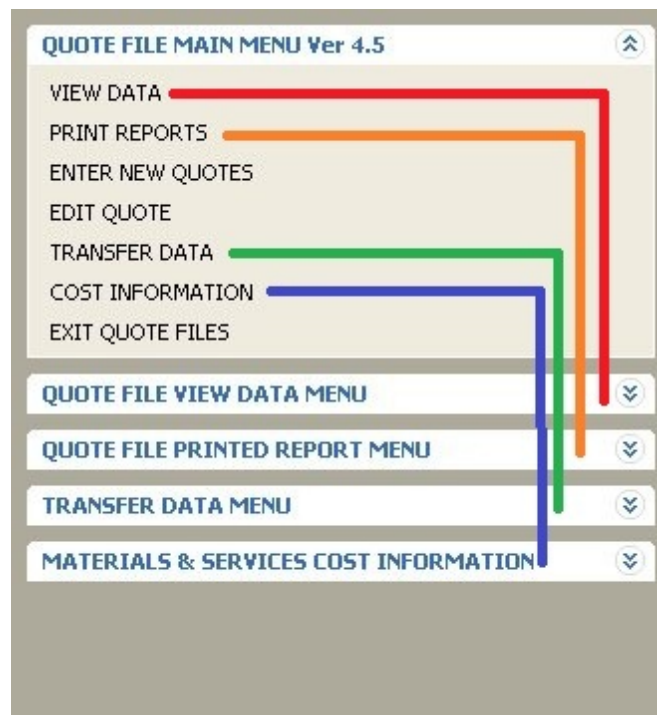 QUOTE FILE MAIN MENU Ver 4.5
VIEW DATA
PRINT REPORTS
ENTER NEW QUOTES
EDIT QUOTE
TRANSFER DATA
COST INFORMATION
EXIT QUOTE FILES
QUOTE FILE VIEW DATA MENU
QUOTE FILE PRINTED REPORT MENU
TRANSFER DATA MENU
MATERIALS & SERVICES COST INFORMATION